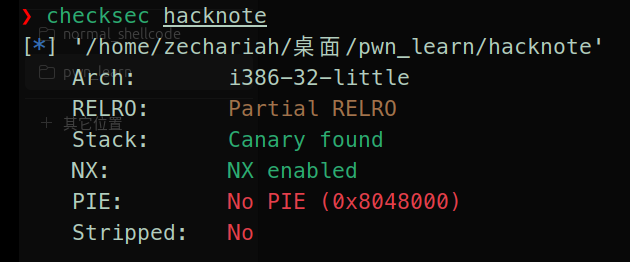 ❯ checksec hacknote
normal_shellcode
[*] '/home/zechariah/桌面/pwn_learn/hacknote'
pwn_learn
Arch: i386-32-little
RELRO: Partial RELRO
其它位置
Stack: Canary found
NX: NX enabled
PIE: No PIE (0x8048000)
Stripped: No